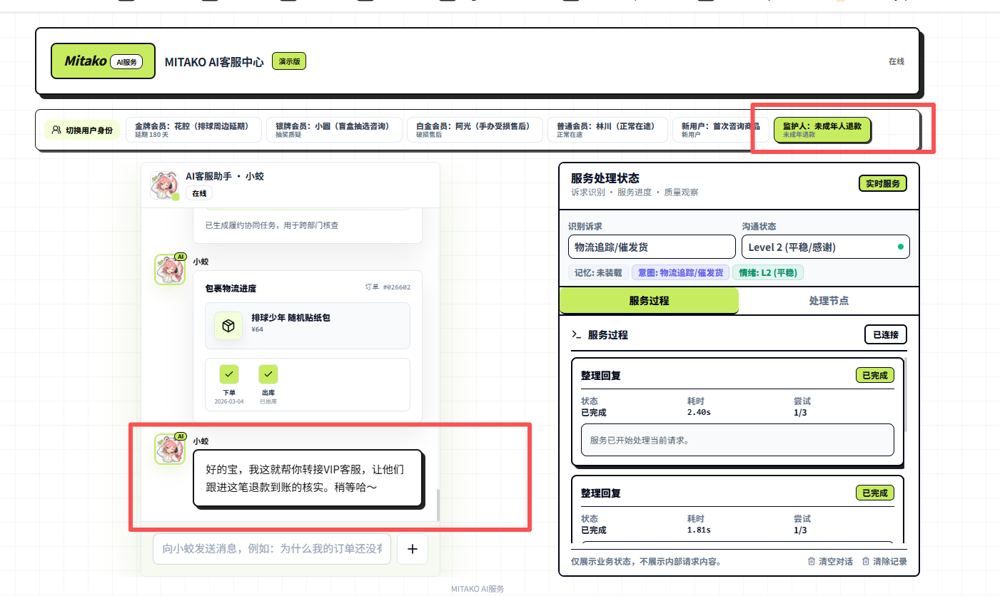 Mitako AI服务
MITAKO AI客服中心
演示版
在线
切换用户身份
金牌会员：花腔（排球周边延期）
延期 180 天
银牌会员：小圆（盲盒抽选咨询）
抽奖质疑
白金会员：阿光（手办受损售后）
破损售后
普通会员：林川（正常在途）
正常在途
新用户：首次咨询商品
新用户
监护人：未成年人退款
未成年退款
AI客服助手 · 小蛟
在线
已生成履约协同任务，用于跨部门核查
AI
小蛟
包裹物流进度
订单 #026602
排球少年 随机贴纸包
¥64
下单
2026-03-04
出库
已出库
AI
小蛟
好的宝，我这就帮你转接VIP客服，让他们
跟进这笔退款到账的核实。稍等哈～
向小蛟发送消息，例如：为什么我的订单还没有
MITAKO AI服务
服务处理状态
诉求识别 · 服务进度 · 质量观察
实时服务
识别诉求
物流追踪/催发货
沟通状态
Level 2 (平稳/感谢)
记忆: 未装载
意图: 物流追踪/催发货
情绪: L2 (平稳)
服务过程
处理节点
服务过程
已连接
整理回复
已完成
状态
已完成
耗时
2.40s
尝试
1/3
服务已开始处理当前请求。
整理回复
已完成
状态
已完成
耗时
1.81s
尝试
1/3
仅展示业务状态，不展示内部请求内容。
清空对话
清除记录